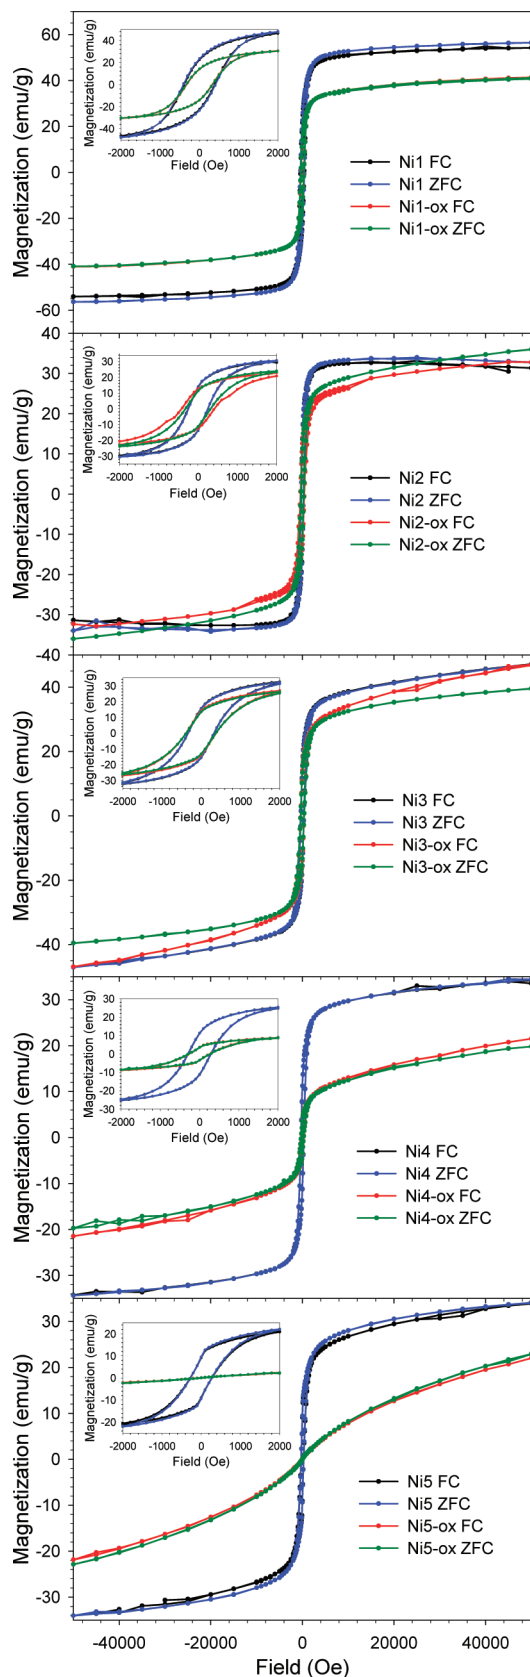 Magnetization (emu/g)
60
40
20
0
-20
-40
-60
Magnetization (emu/g)
40
20
0
-20
-40
-2000 -1000 0 1000 2000
Field (Oe)
Ni1 FC
Ni1 ZFC
Ni1-ox FC
Ni1-ox ZFC
Magnetization (emu/g)
40
30
20
10
0
-10
-20
-30
-40
Magnetization (emu/g)
30
20
10
0
-10
-20
-30
-2000 -1000 0 1000 2000
Field (Oe)
Ni2 FC
Ni2 ZFC
Ni2-ox FC
Ni2-ox ZFC
Magnetization (emu/g)
40
20
0
-20
-40
Magnetization (emu/g)
30
20
10
0
-10
-20
-30
-2000 -1000 0 1000 2000
Field (Oe)
Ni3 FC
Ni3 ZFC
Ni3-ox FC
Ni3-ox ZFC
Magnetization (emu/g)
30
20
10
0
-10
-20
-30
Magnetization (emu/g)
30
20
10
0
-10
-20
-30
-2000 -1000 0 1000 2000
Field (Oe)
Ni4 FC
Ni4 ZFC
Ni4-ox FC
Ni4-ox ZFC
Magnetization (emu/g)
30
20
10
0
-10
-20
-30
Magnetization (emu/g)
20
10
0
-10
-20
-2000 -1000 0 1000 2000
Field (Oe)
Ni5 FC
Ni5 ZFC
Ni5-ox FC
Ni5-ox ZFC
-40000 -20000 0 20000 40000
Field (Oe)